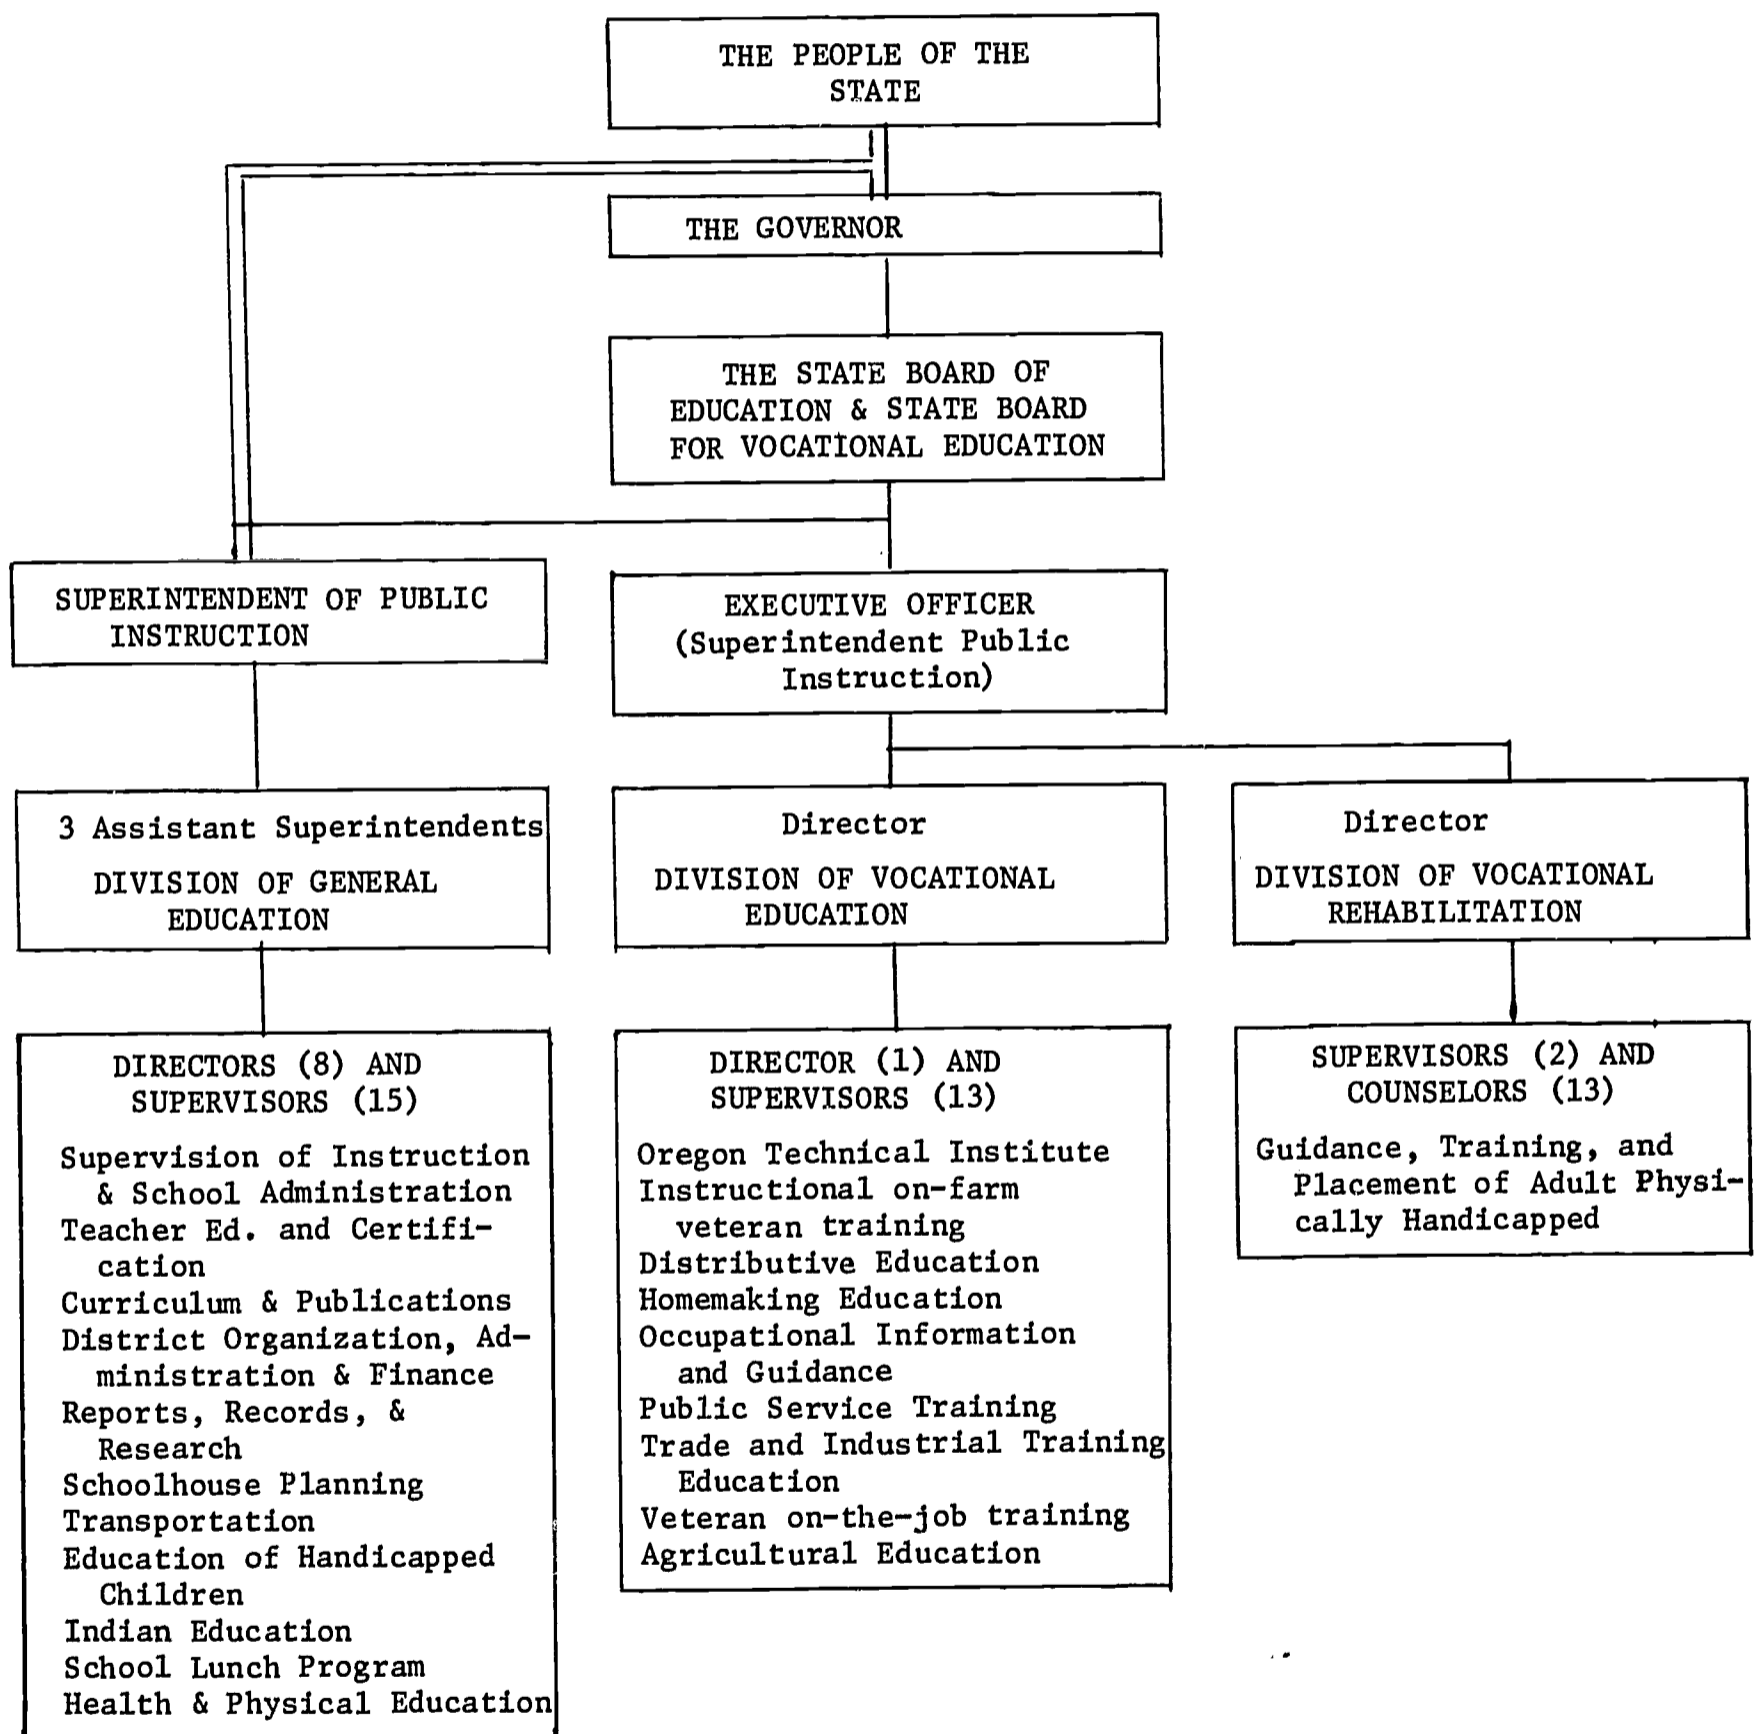 THE PEOPLE OF THE
STATE
THE GOVERNOR
THE STATE BOARD OF
EDUCATION & STATE BOARD
FOR VOCATIONAL EDUCATION
SUPERINTENDENT OF PUBLIC
INSTRUCTION
EXECUTIVE OFFICER
(Superintendent Public
Instruction)
3 Assistant Superintendents
DIVISION OF GENERAL
EDUCATION
Director
DIVISION OF VOCATIONAL
EDUCATION
Director
DIVISION OF VOCATIONAL
REHABILITATION
DIRECTORS (8) AND
SUPERVISORS (15)
Supervision of Instruction
& School Administration
Teacher Ed. and Certifi-
cation
Curriculum & Publications
District Organization, Ad-
ministration & Finance
Reports, Records, &
Research
Schoolhouse Planning
Transportation
Education of Handicapped
Children
Indian Education
School Lunch Program
Health & Physical Education
DIRECTOR (1) AND
SUPERVISORS (13)
Oregon Technical Institute
Instructional on-farm
veteran training
Distributive Education
Homemaking Education
Occupational Information
and Guidance
Public Service Training
Trade and Industrial Training
Education
Veteran on-the-job training
Agricultural Education
SUPERVISORS (2) AND
COUNSELORS (13)
Guidance, Training, and
Placement of Adult Physi-
cally Handicapped